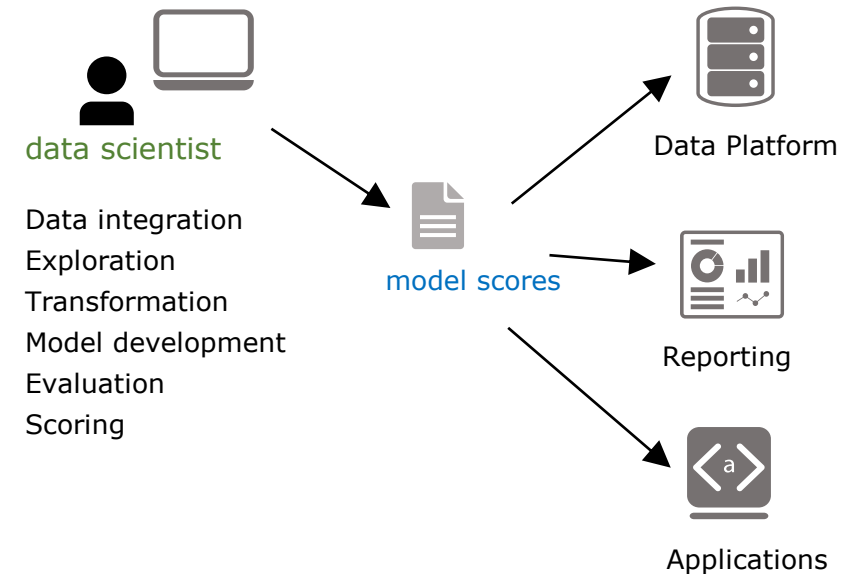 data scientist
Data integration
Exploration
Transformation
Model development
Evaluation
Scoring
model scores
Data Platform
Reporting
a
Applications